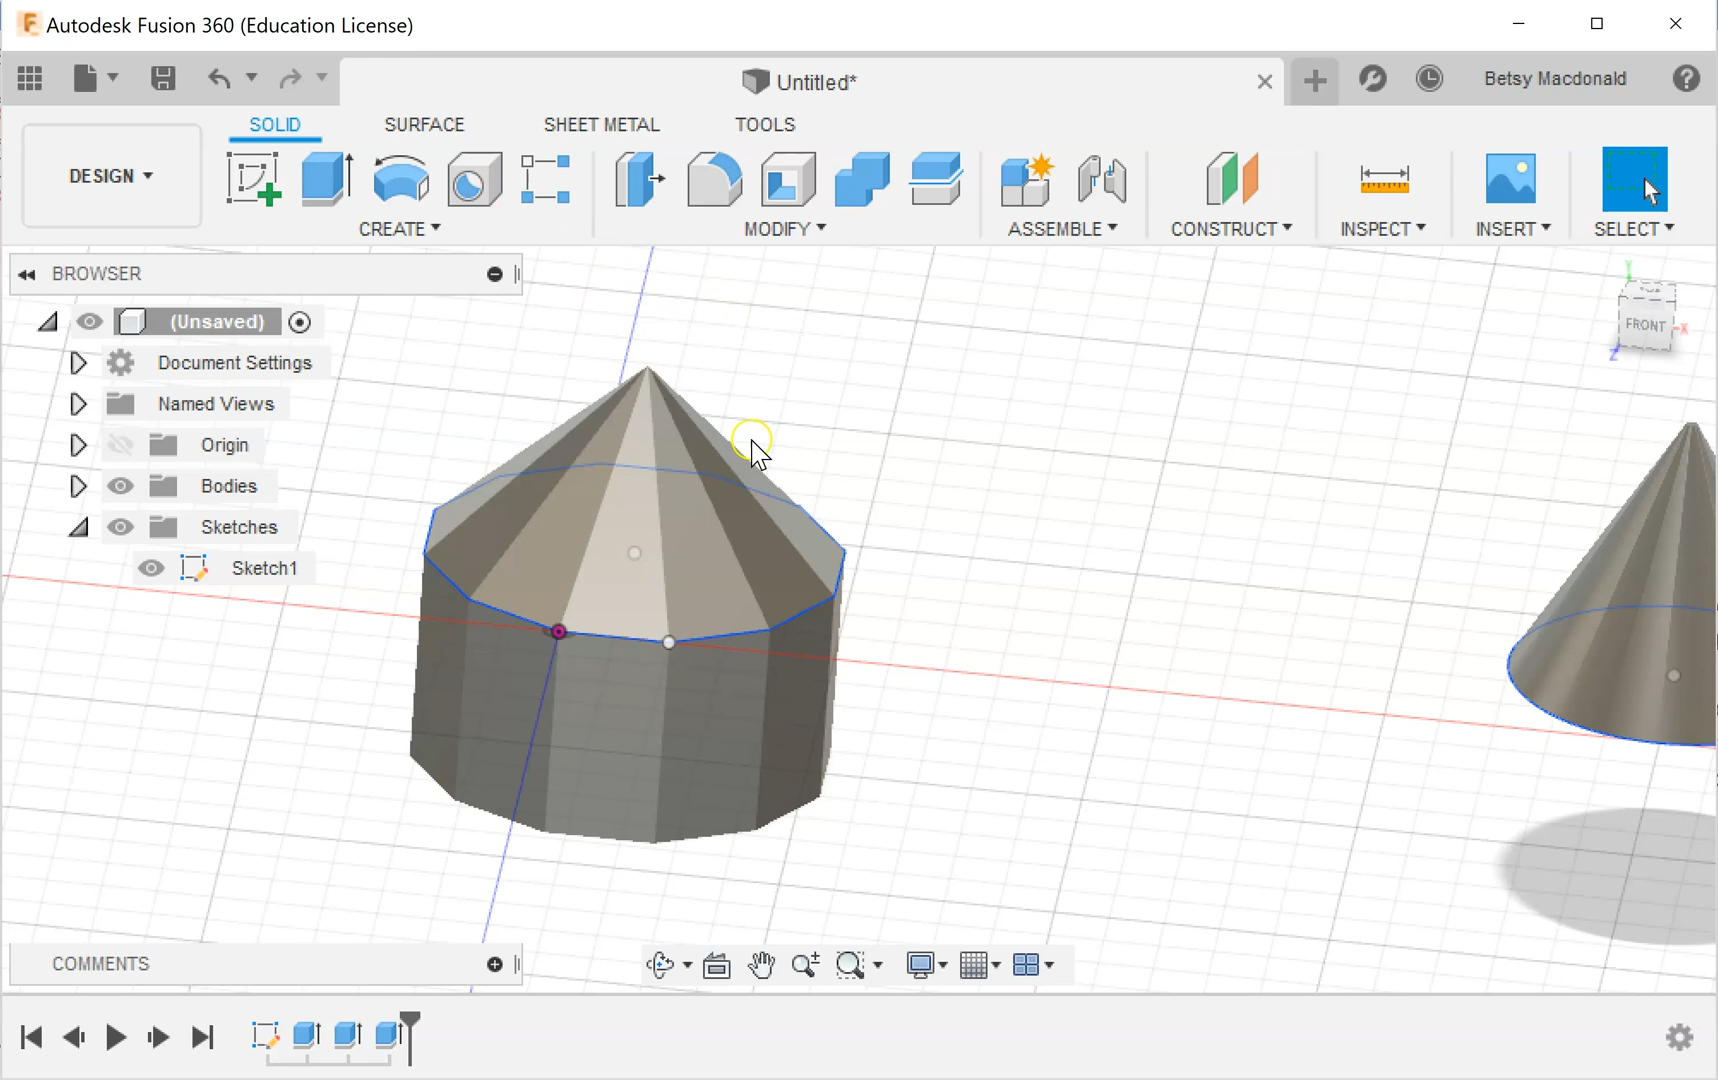 Autodesk Fusion 360 (Education License)
Untitled*
Betsy Macdonald
SOLID SURFACE SHEET METAL TOOLS
DESIGN
CREATE MODIFY ASSEMBLE CONSTRUCT INSPECT INSERT SELECT
BROWSER
(Unsaved)
Document Settings
Named Views
Origin
Bodies
Sketches
Sketch1
Y
TOP
FRONT
X
Z
COMMENTS